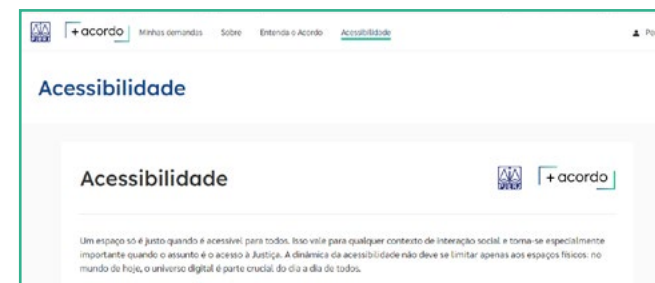 +acordo Minhas demandas Sobre Entenda o Acordo Acessibilidade
Acessibilidade
Acessibilidade
+acordo
Um espaço só é justo quando é acessível para todos. Isso vale para qualquer contexto de interação social e torna-se especialmente
importante quando o assunto é o acesso à Justiça. A dinâmica da acessibilidade não deve se limitar apenas aos espaços físicos: no
mundo de hoje, o universo digital é parte crucial do dia a dia de todos.